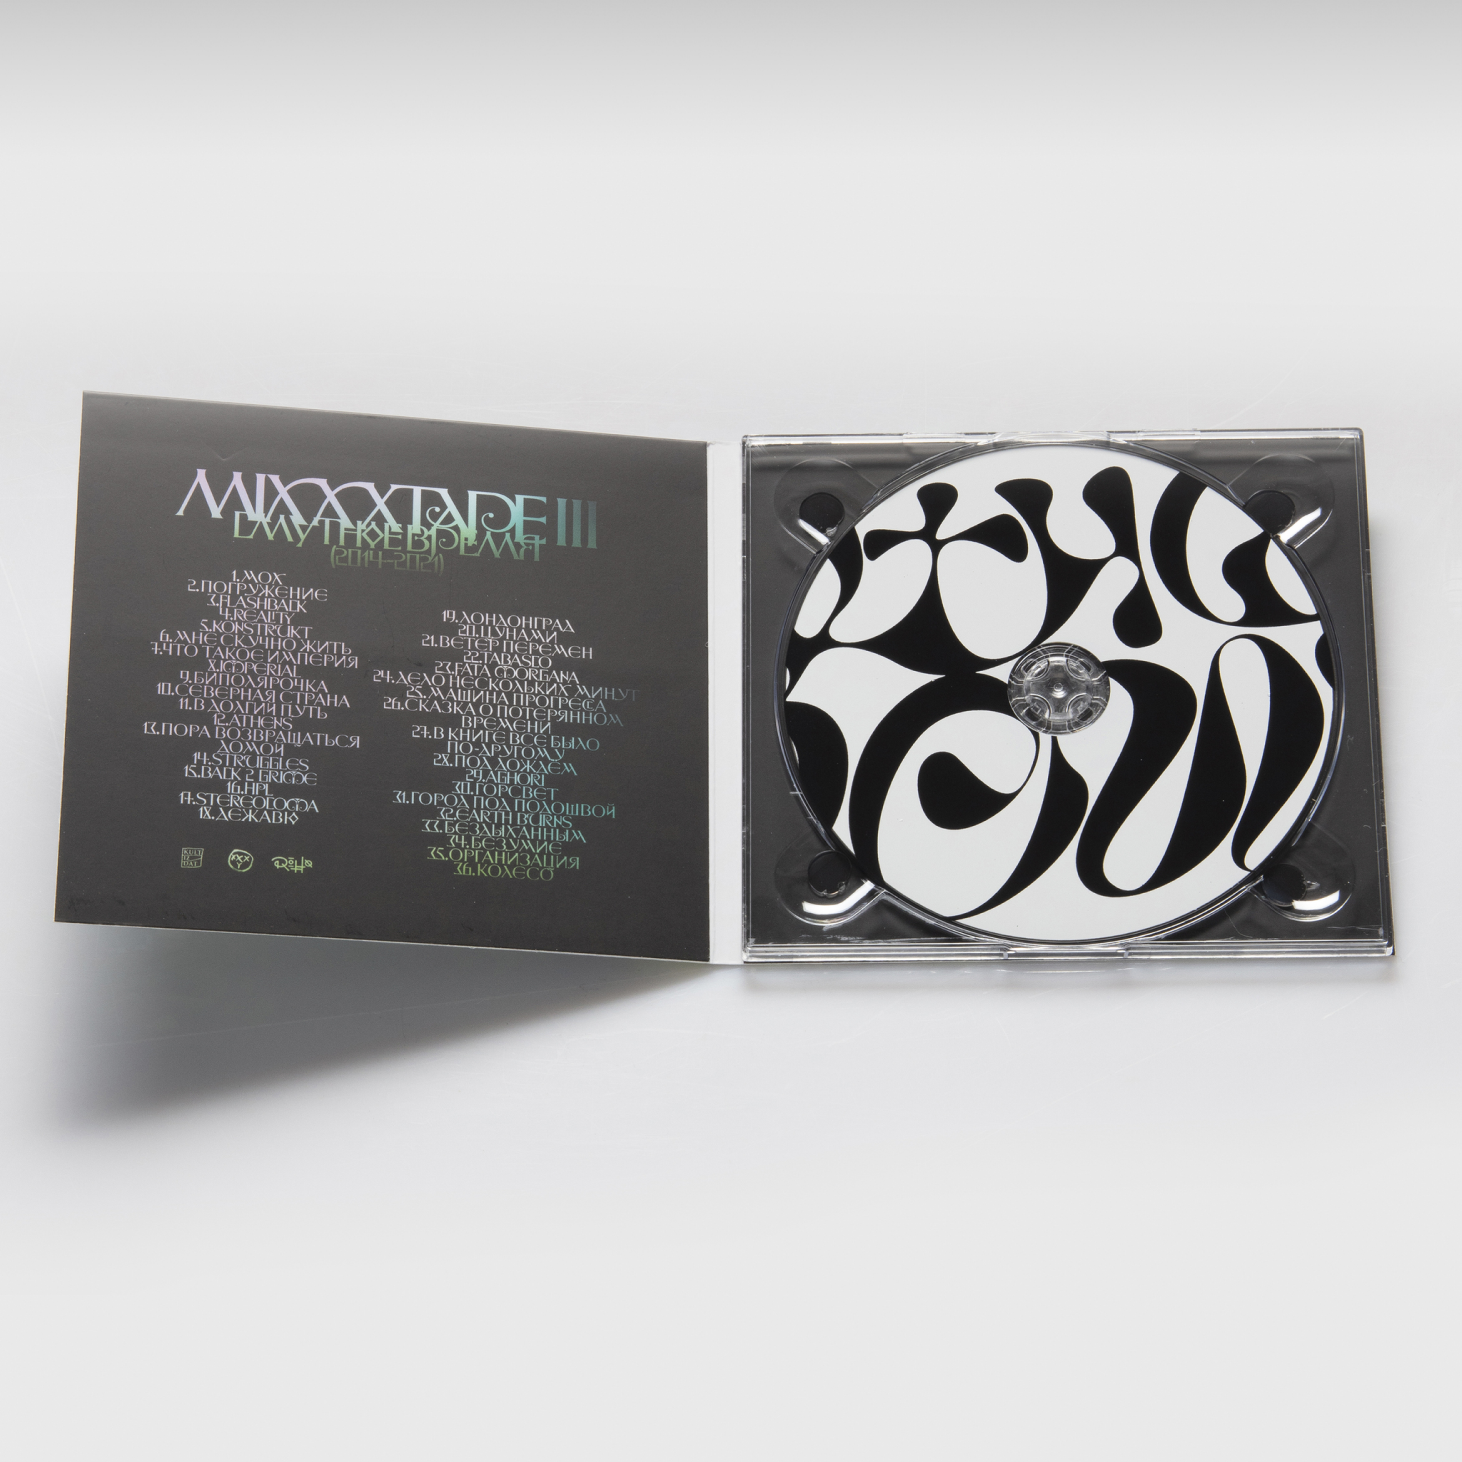 MIXXXTAPE III
СМУТНОЕ ВРЕМЯ
(2014–2021)
1.МОХ
2.ПОГРУЖЕНИЕ
3.FLASHBACK
4.REALITY
5.KONSTRUKT
6.МНЕ СКУЧНО ЖИТЬ
7.ЧТО ТАКОЕ ИМПЕРИЯ
8.IMPERIAL
9.БИПОЛЯРОЧКА
10.СЕВЕРНАЯ СТРАНА
11.В ДОЛГИЙ ПУТЬ
12.ATHENS
13.ПОРА ВОЗВРАЩАТЬСЯ
ДОМОЙ
14.STRUGGLES
15.BACK 2 GRIME
16.HPL
17.STEREOCOMA
18.ДЕЖАВЮ
19.ЛОНДОНГРАД
20.ЦУНАМИ
21.ВЕТЕР ПЕРЕМЕН
22.TABASCO
23.FATA MORGANA
24.ДЕЛО НЕСКОЛЬКИХ МИНУТ
25.МАШИНА ПРОГРЕССА
26.СКАЗКА О ПОТЕРЯННОМ
ВРЕМЕНИ
27.В КНИГЕ ВСЕ БЫЛО
ПО-ДРУГОМУ
28.ПОД ДОЖДЕМ
29.AGHORI
30.ГОРСВЕТ
31.ГОРОД ПОД ПОДОШВОЙ
32.EARTH BURNS
33.БЕЗДЫХАННЫМ
34.БЕЗУМИЕ
35.ОРГАНИЗАЦИЯ
36.КОЛЕСО